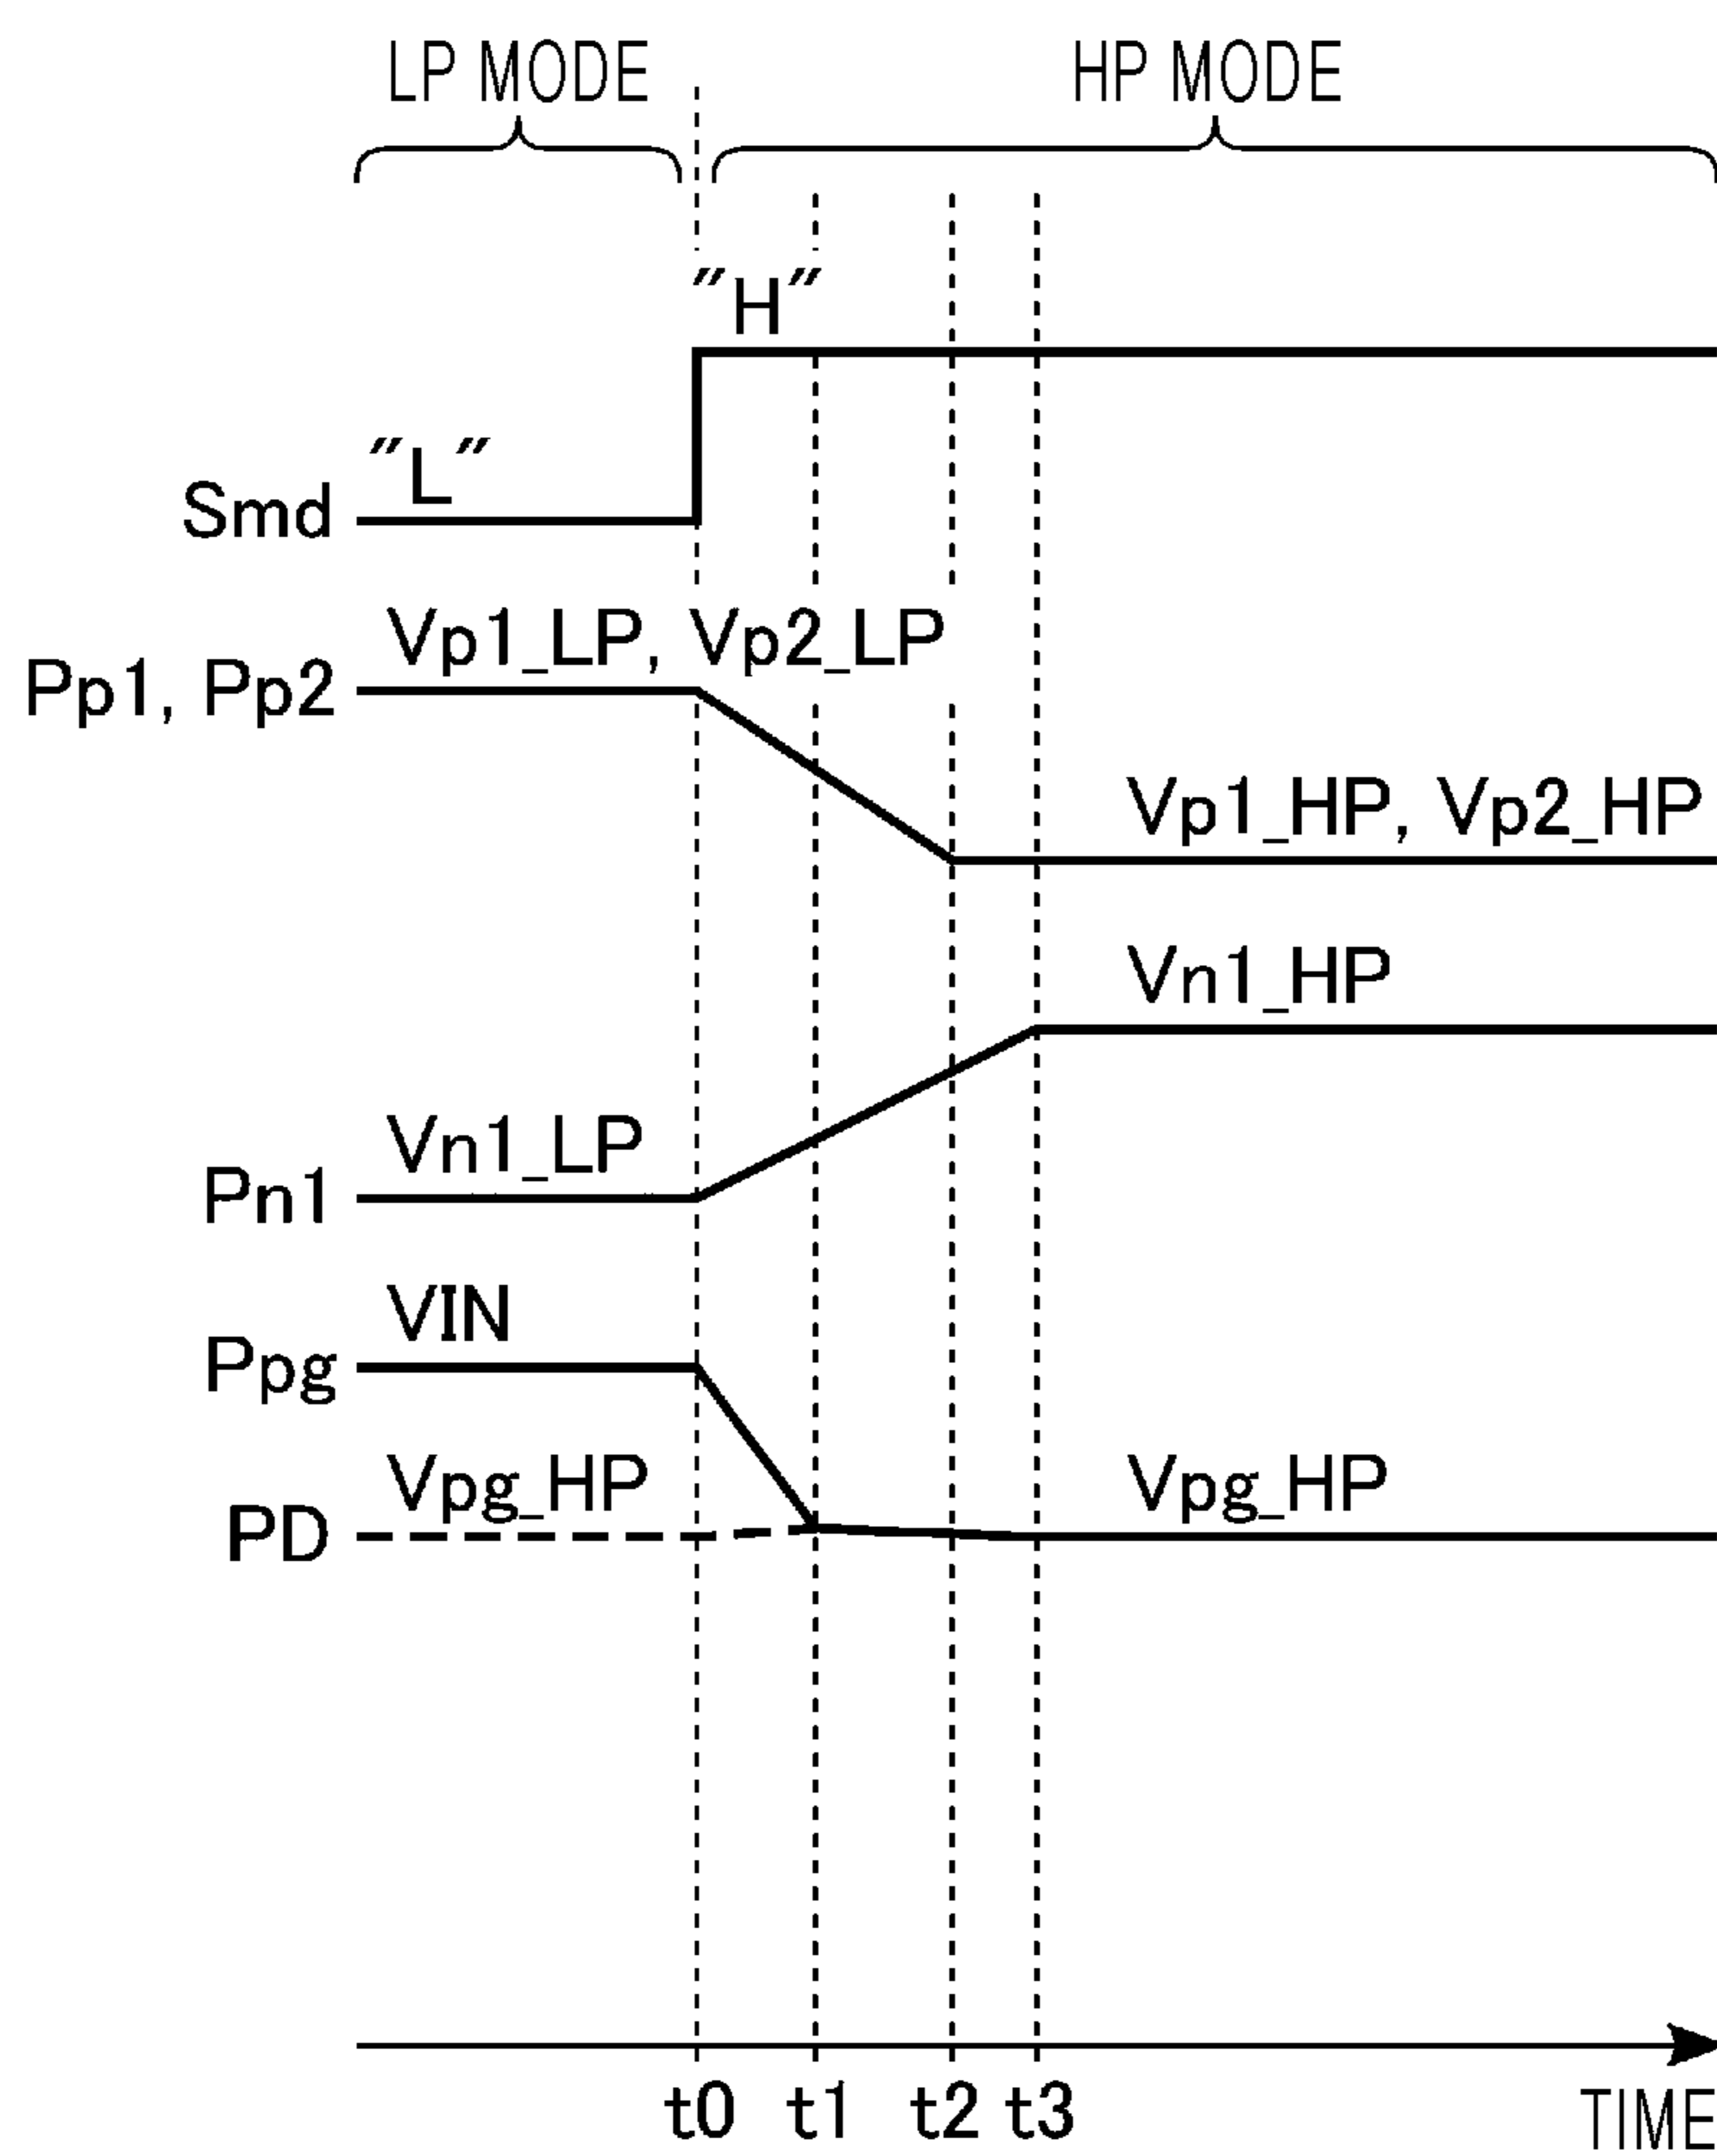 LP MODE HP MODE
"H"
"L"
Smd
Vp1_LP, Vp2_LP
Pp1, Pp2
Vp1_HP, Vp2_HP
Vn1_HP
Vn1_LP
Pn1
VIN
Ppg
Vpg_HP Vpg_HP
PD
t0 t1 t2 t3
TIME